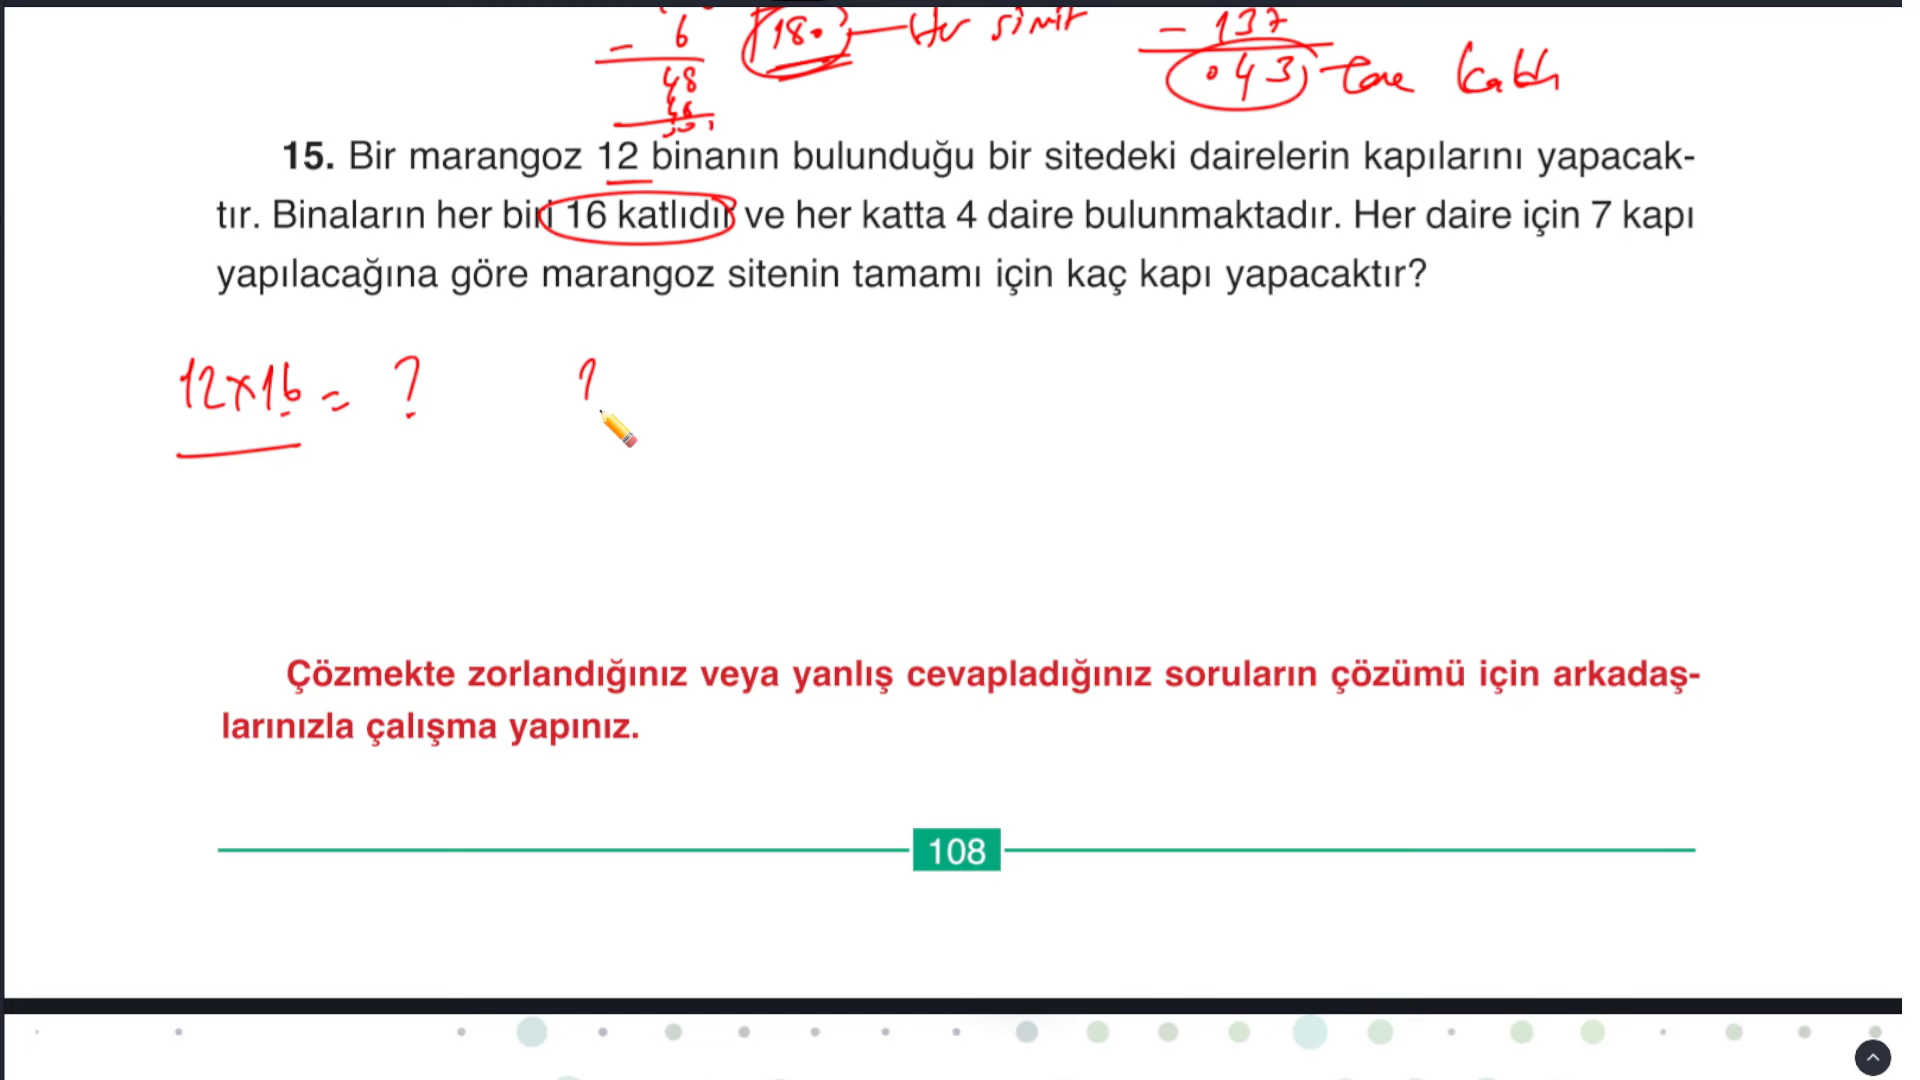 - 6 180 Her simit - 137
48 043 tane kaldı
48
15. Bir marangoz 12 binanın bulunduğu bir sitedeki dairelerin kapılarını yapacak-
tır. Binaların her biri 16 katlıdır ve her katta 4 daire bulunmaktadır. Her daire için 7 kapı
yapılacağına göre marangoz sitenin tamamı için kaç kapı yapacaktır?
12x16 = ? ?
Çözmekte zorlandığınız veya yanlış cevapladığınız soruların çözümü için arkadaş-
larınızla çalışma yapınız.
108